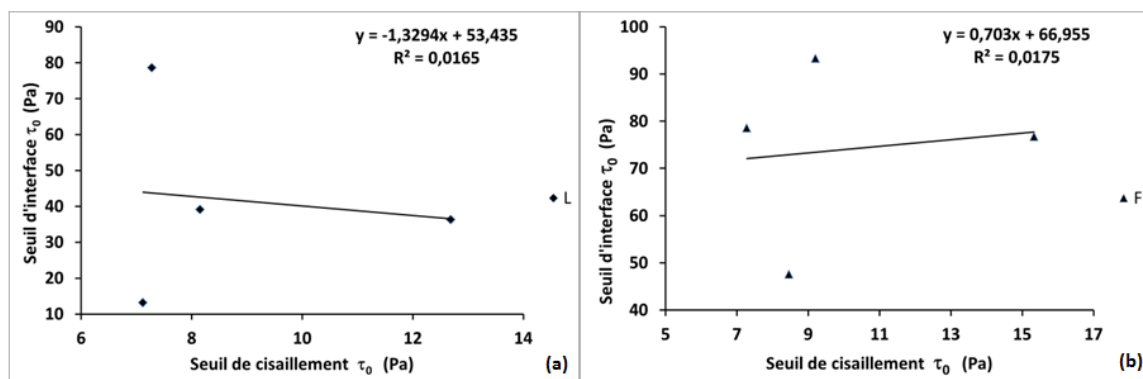 90
80
70
60
50
40
30
20
10
6
8
10
12
14
Seuil d'interface τ0 (Pa)
Seuil de cisaillement τ0 (Pa)
y = -1,3294x + 53,435
R² = 0,0165
L
(a)
100
90
80
70
60
50
40
5
7
9
11
13
15
17
Seuil d'interface τ0 (Pa)
Seuil de cisaillement τ0 (Pa)
y = 0,703x + 66,955
R² = 0,0175
F
(b)